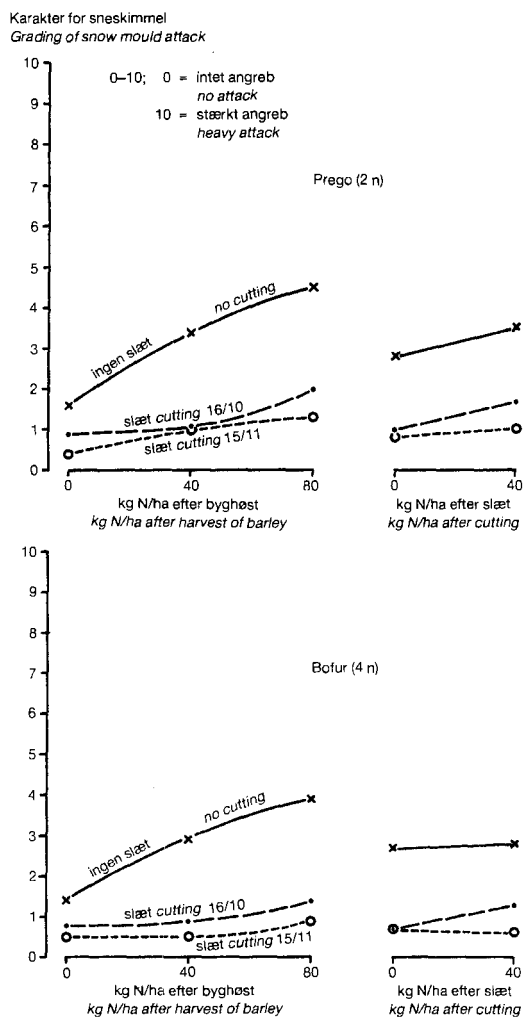 Karakter for sneskimmel
Grading of snow mould attack
0–10; 0 = intet angreb
no attack
10 = stærkt angreb
heavy attack
Prego (2 n)
10
9
8
7
6
5
4
3
2
1
0
ingen slæt
no cutting
slæt cutting 16/10
slæt cutting 15/11
0 40 80
0 40
kg N/ha efter byghøst
kg N/ha after harvest of barley
kg N/ha efter slæt
kg N/ha after cutting
Bofur (4 n)
10
9
8
7
6
5
4
3
2
1
0
ingen slæt
no cutting
slæt cutting 16/10
slæt cutting 15/11
0 40 80
0 40
kg N/ha efter byghøst
kg N/ha after harvest of barley
kg N/ha efter slæt
kg N/ha after cutting